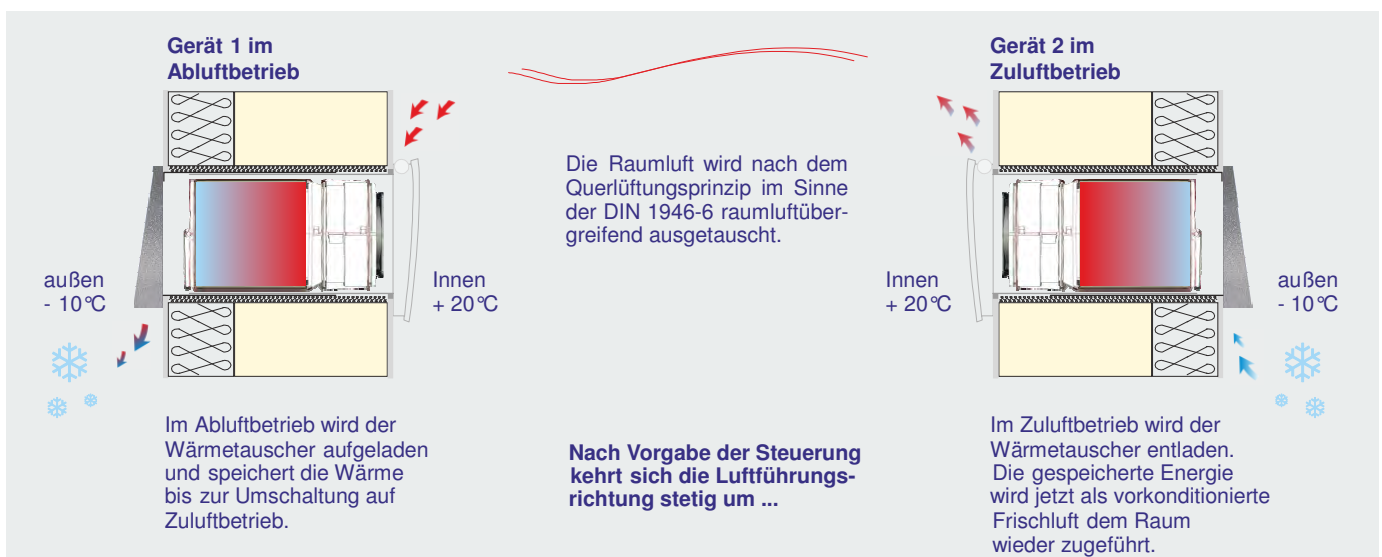 Gerät 1 im
Abluftbetrieb
Gerät 2 im
Zuluftbetrieb
Die Raumluft wird nach dem
Querlüftungsprinzip im Sinne
der DIN 1946-6 raumluftüber-
greifend ausgetauscht.
außen
- 10°C
Innen
+ 20°C
Innen
+ 20°C
außen
- 10°C
Im Abluftbetrieb wird der
Wärmetauscher aufgeladen
und speichert die Wärme
bis zur Umschaltung auf
Zuluftbetrieb.
Nach Vorgabe der Steuerung
kehrt sich die Luftführungs-
richtung stetig um ...
Im Zuluftbetrieb wird der
Wärmetauscher entladen.
Die gespeicherte Energie
wird jetzt als vorkonditionierte
Frischluft dem Raum
wieder zugeführt.